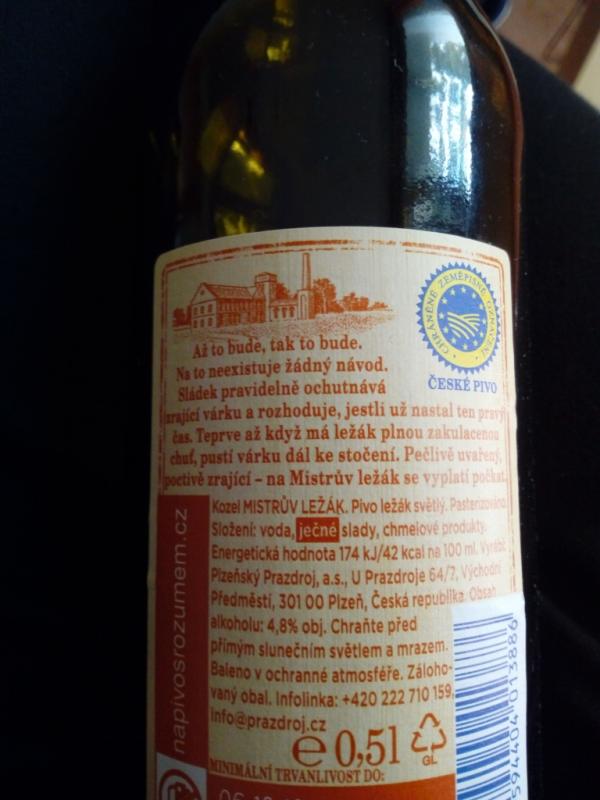 Až to bude, tak to bude.
Na to neexistuje žádný návod.
Sládek pravidelně ochutnává
zrající várku a rozhoduje, jestli už nastal ten pravý
čas. Teprve až když má ležák plnou zakulacenou
chuť, pustí várku dál ke stočení. Pečlivě uvařený,
poctivě zrající – na Mistrův ležák se vyplatí počkat.
CHRÁNĚNÉ ZEMĚPISNÉ OZNAČENÍ
ČESKÉ PIVO
napivosrozumem.cz
Kozel MISTRŮV LEŽÁK. Pivo ležák světlý. Pasterizováno.
Složení: voda, ječné slady, chmelové produkty.
Energetická hodnota 174 kJ/42 kcal na 100 ml. Vyrábí
Plzeňský Prazdroj, a.s., U Prazdroje 64/7, Východní
Předměstí, 301 00 Plzeň, Česká republika. Obsah
alkoholu: 4,8% obj. Chraňte před
přímým slunečním světlem a mrazem.
Baleno v ochranné atmosféře. Záloho-
vaný obal. Infolinka: +420 222 710 159,
info@prazdroj.cz
e 0,5l
GL
MINIMÁLNÍ TRVANLIVOST DO:
594404 013886